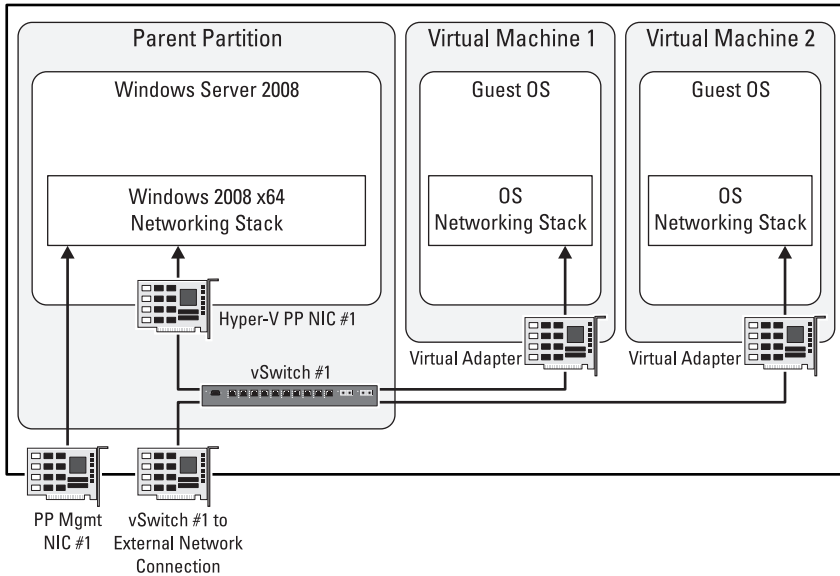 Parent Partition
Virtual Machine 1
Virtual Machine 2
Windows Server 2008
Guest OS
Guest OS
Windows 2008 x64
Networking Stack
OS
Networking Stack
OS
Networking Stack
Hyper-V PP NIC #1
vSwitch #1
Virtual Adapter
Virtual Adapter
PP Mgmt
NIC #1
vSwitch #1 to
External Network
Connection